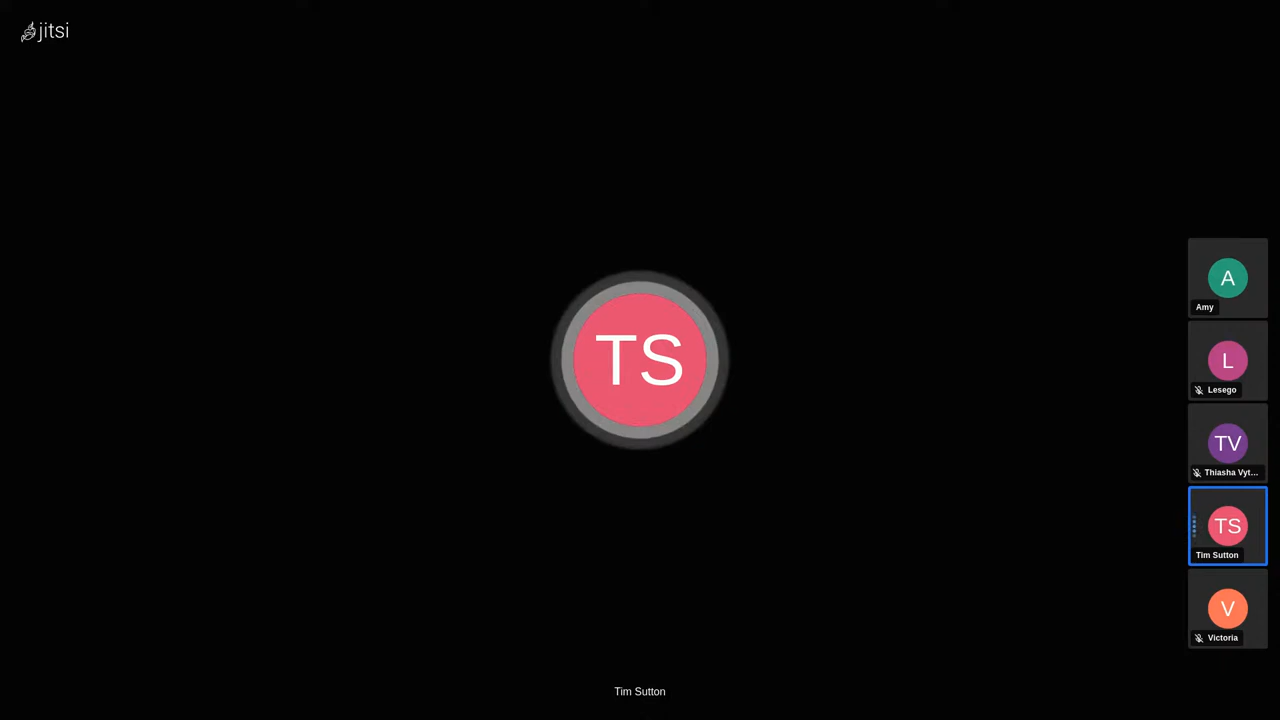 jitsi
TS
A
Amy
L
Lesego
TV
Thiasha Vyt...
TS
Tim Sutton
V
Victoria
Tim Sutton